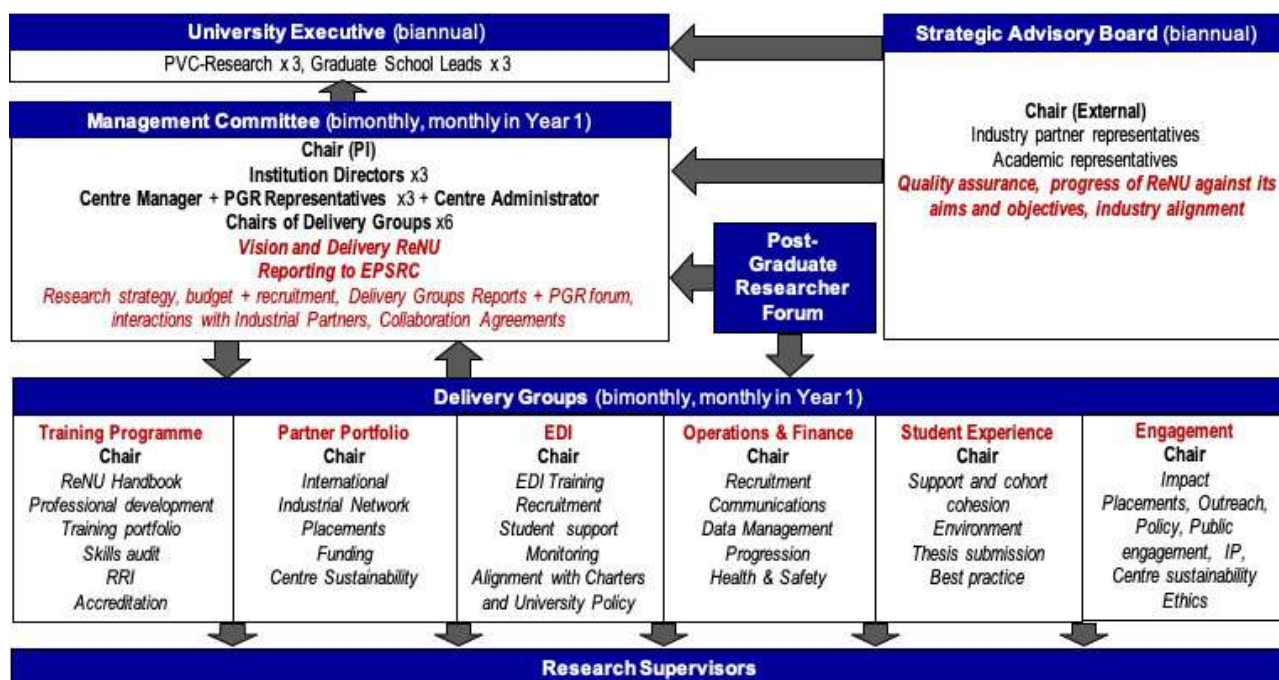 University Executive (biannual)
PVC-Research x 3, Graduate School Leads x 3
Strategic Advisory Board (biannual)
Chair (External)
Industry partner representatives
Academic representatives
Quality assurance, progress of ReNU against its
aims and objectives, industry alignment
Management Committee (bimonthly, monthly in Year 1)
Chair (PI)
Institution Directors x3
Centre Manager + PGR Representatives x3 + Centre Administrator
Chairs of Delivery Groups x6
Vision and Delivery ReNU
Reporting to EPSRC
Research strategy, budget + recruitment, Delivery Groups Reports + PGR forum,
interactions with Industrial Partners, Collaboration Agreements
Post-
Graduate
Researcher
Forum
Delivery Groups (bimonthly, monthly in Year 1)
Training Programme
Chair
ReNU Handbook
Professional development
Training portfolio
Skills audit
RRI
Accreditation
Partner Portfolio
Chair
International
Industrial Network
Placements
Funding
Centre Sustainability
EDI
Chair
EDI Training
Recruitment
Student support
Monitoring
Alignment with Charters
and University Policy
Operations & Finance
Chair
Recruitment
Communications
Data Management
Progression
Health & Safety
Student Experience
Chair
Support and cohort
cohesion
Environment
Thesis submission
Best practice
Engagement
Chair
Impact
Placements, Outreach,
Policy, Public
engagement, IP,
Centre sustainability
Ethics
Research Supervisors